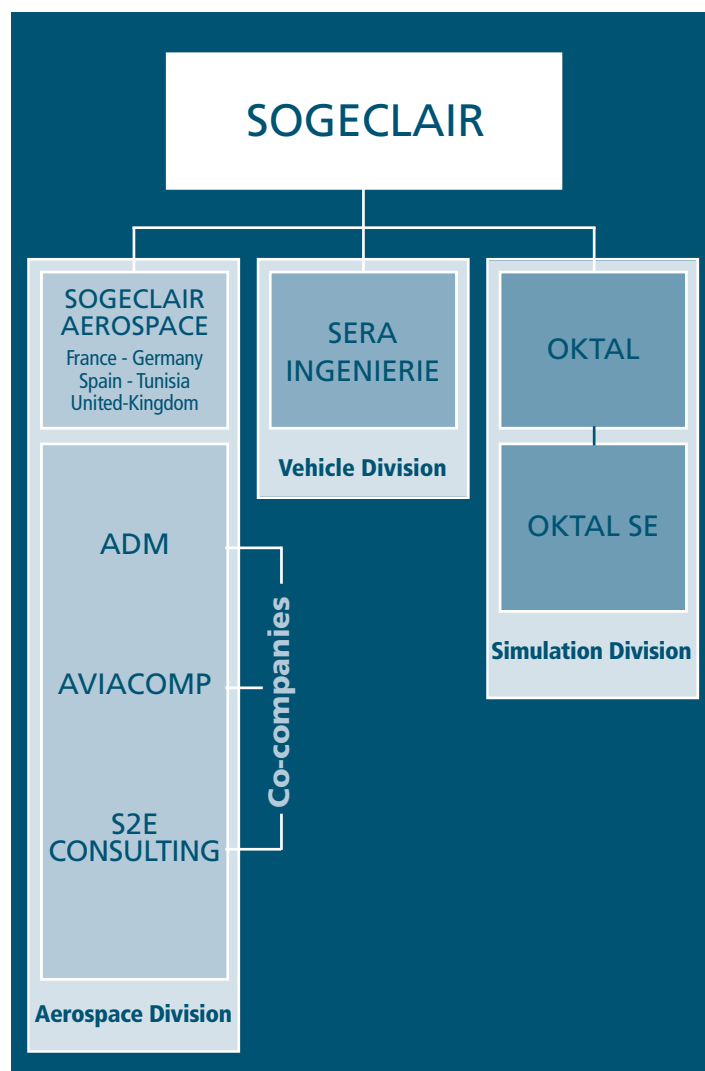 SOGECLAIR
SOGECLAIR
AEROSPACE
France - Germany
Spain - Tunisia
United-Kingdom
ADM
AVIACOMP
S2E
CONSULTING
Co-companies
Aerospace Division
SERA
INGENIERIE
Vehicle Division
OKTAL
OKTAL SE
Simulation Division